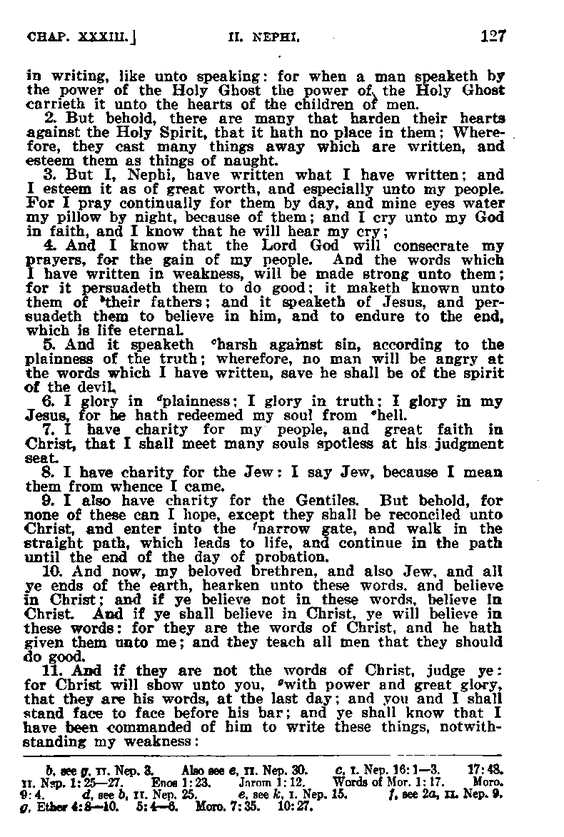 CHAP. XXXIII.] II. NEPHI. 127
in writing, like unto speaking: for when a man speaketh by
the power of the Holy Ghost the power of the Holy Ghost
carrieth it unto the hearts of the children of men.
2. But behold, there are many that harden their hearts
against the Holy Spirit, that it hath no place in them; Where-
fore, they cast many things away which are written, and
esteem them as things of naught.
3. But I, Nephi, have written what I have written; and
I esteem it as of great worth, and especially unto my people.
For I pray continually for them by day, and mine eyes water
my pillow by night, because of them; and I cry unto my God
in faith, and I know that he will hear my cry;
4. And I know that the Lord God will consecrate my
prayers, for the gain of my people. And the words which
I have written in weakness, will be made strong unto them;
for it persuadeth them to do good; it maketh known unto
them of ᵇtheir fathers; and it speaketh of Jesus, and per-
suadeth them to believe in him, and to endure to the end,
which is life eternal.
5. And it speaketh ᶜharsh against sin, according to the
plainness of the truth; wherefore, no man will be angry at
the words which I have written, save he shall be of the spirit
of the devil.
6. I glory in ᵈplainness; I glory in truth; I glory in my
Jesus, for he hath redeemed my soul from ᵉhell.
7. I have charity for my people, and great faith in
Christ, that I shall meet many souls spotless at his judgment
seat.
8. I have charity for the Jew: I say Jew, because I mean
them from whence I came.
9. I also have charity for the Gentiles. But behold, for
none of these can I hope, except they shall be reconciled unto
Christ, and enter into the ᶠnarrow gate, and walk in the
straight path, which leads to life, and continue in the path
until the end of the day of probation.
10. And now, my beloved brethren, and also Jew, and all
ye ends of the earth, hearken unto these words. and believe
in Christ; and if ye believe not in these words, believe in
Christ. And if ye shall believe in Christ, ye will believe in
these words: for they are the words of Christ, and he hath
given them unto me; and they teach all men that they should
do good.
11. And if they are not the words of Christ, judge ye:
for Christ will show unto you, ᵍwith power and great glory,
that they are his words, at the last day; and you and I shall
stand face to face before his bar; and ye shall know that I
have been commanded of him to write these things, notwith-
standing my weakness:
b, see g, II. Nep. 3. Also see e, II. Nep. 30. c, I. Nep. 16:1—3. 17:48.
II. Nep. 1:25—27. Enos 1:23. Jarom 1:12. Words of Mor. 1:17. Moro.
9:4. d, see b, II. Nep. 25. e, see k, I. Nep. 15. f, see 2a, II. Nep. 9.
g, Ether 4:8—10. 5:4—6. Moro. 7:35. 10:27.